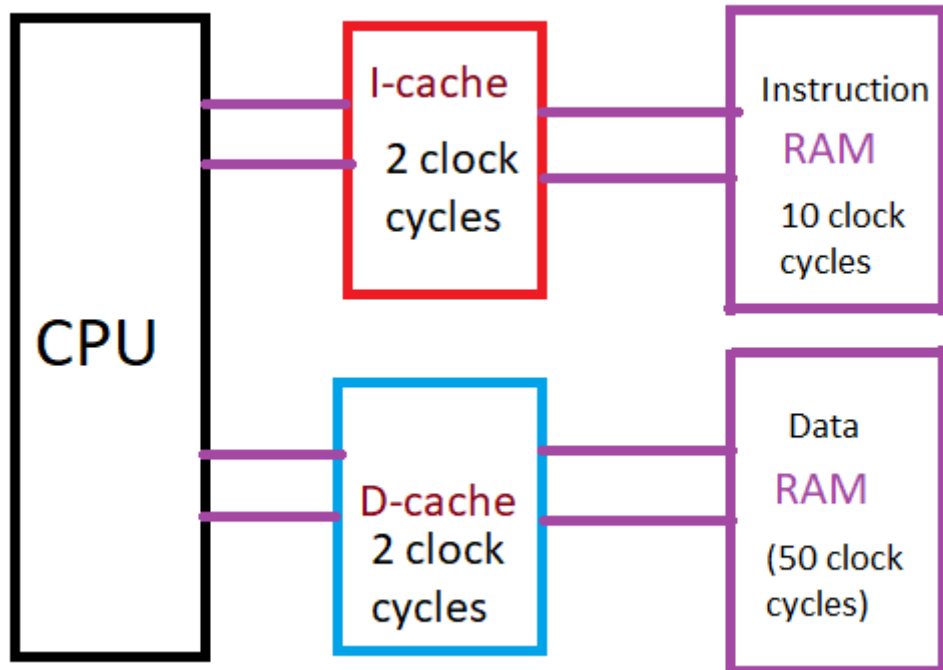 CPU
I-cache
2 clock
cycles
Instruction
RAM
10 clock
cycles
D-cache
2 clock
cycles
Data
RAM
(50 clock
cycles)